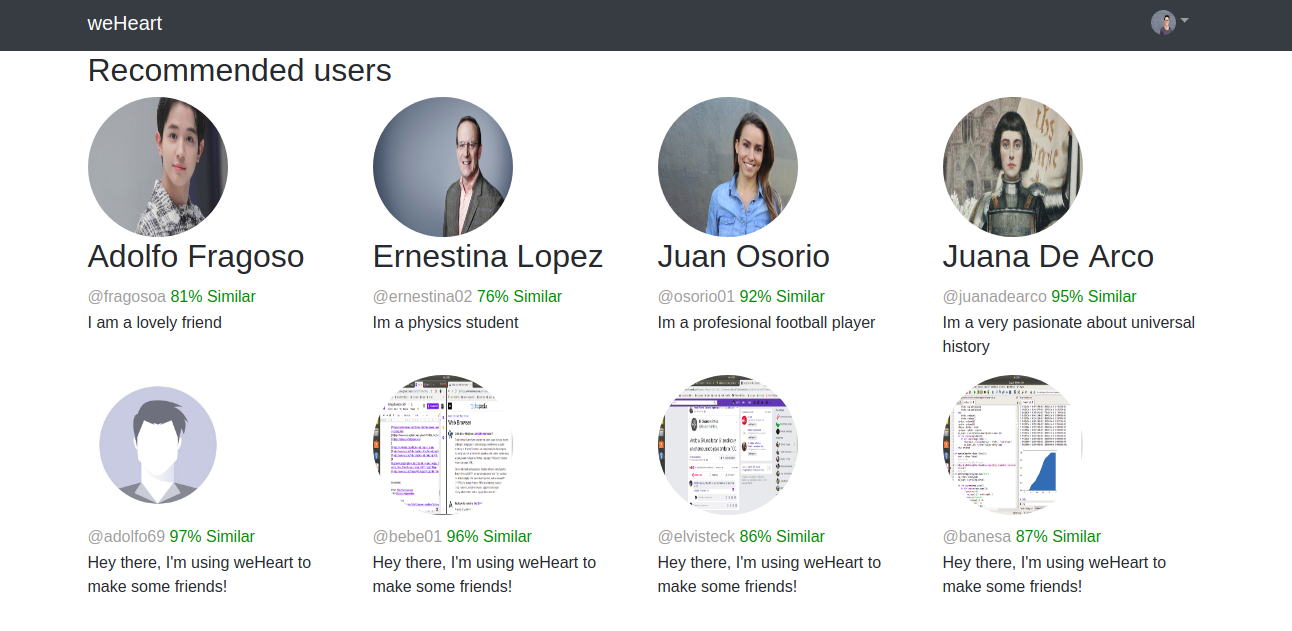 weHeart
Recommended users
Adolfo Fragoso
@fragosoa 81% Similar
I am a lovely friend
Ernestina Lopez
@ernestina02 76% Similar
Im a physics student
Juan Osorio
@osorio01 92% Similar
Im a profesional football player
Juana De Arco
@juanadearco 95% Similar
Im a very pasionate about universal
history
@adolfo69 97% Similar
Hey there, I'm using weHeart to
make some friends!
Web Browser
@bebe01 96% Similar
Hey there, I'm using weHeart to
make some friends!
@elvisteck 86% Similar
Hey there, I'm using weHeart to
make some friends!
@banesa 87% Similar
Hey there, I'm using weHeart to
make some friends!